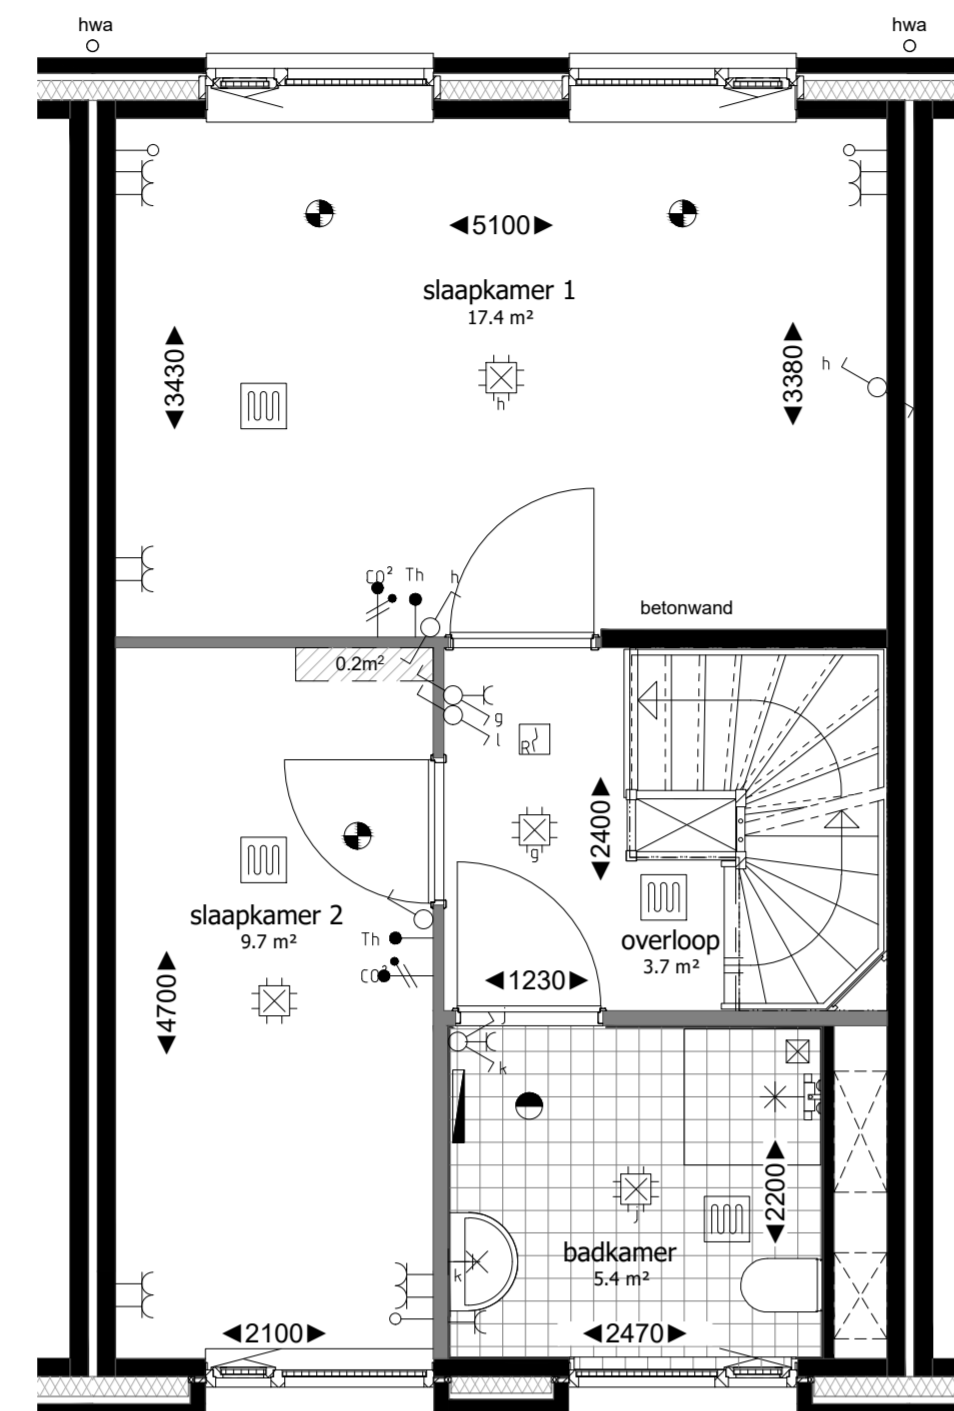 hwa
hwa
5100
slaapkamer 1
17.4 m²
3430
3380
h
h
co²
Th
h
betonwand
0.2m²
g
l
R
2400
g
slaapkamer 2
9.7 m²
Th
CO²
overloop
3.7 m²
1230
4700
j
k
2200
j
badkamer
5.4 m²
k
2100
2470